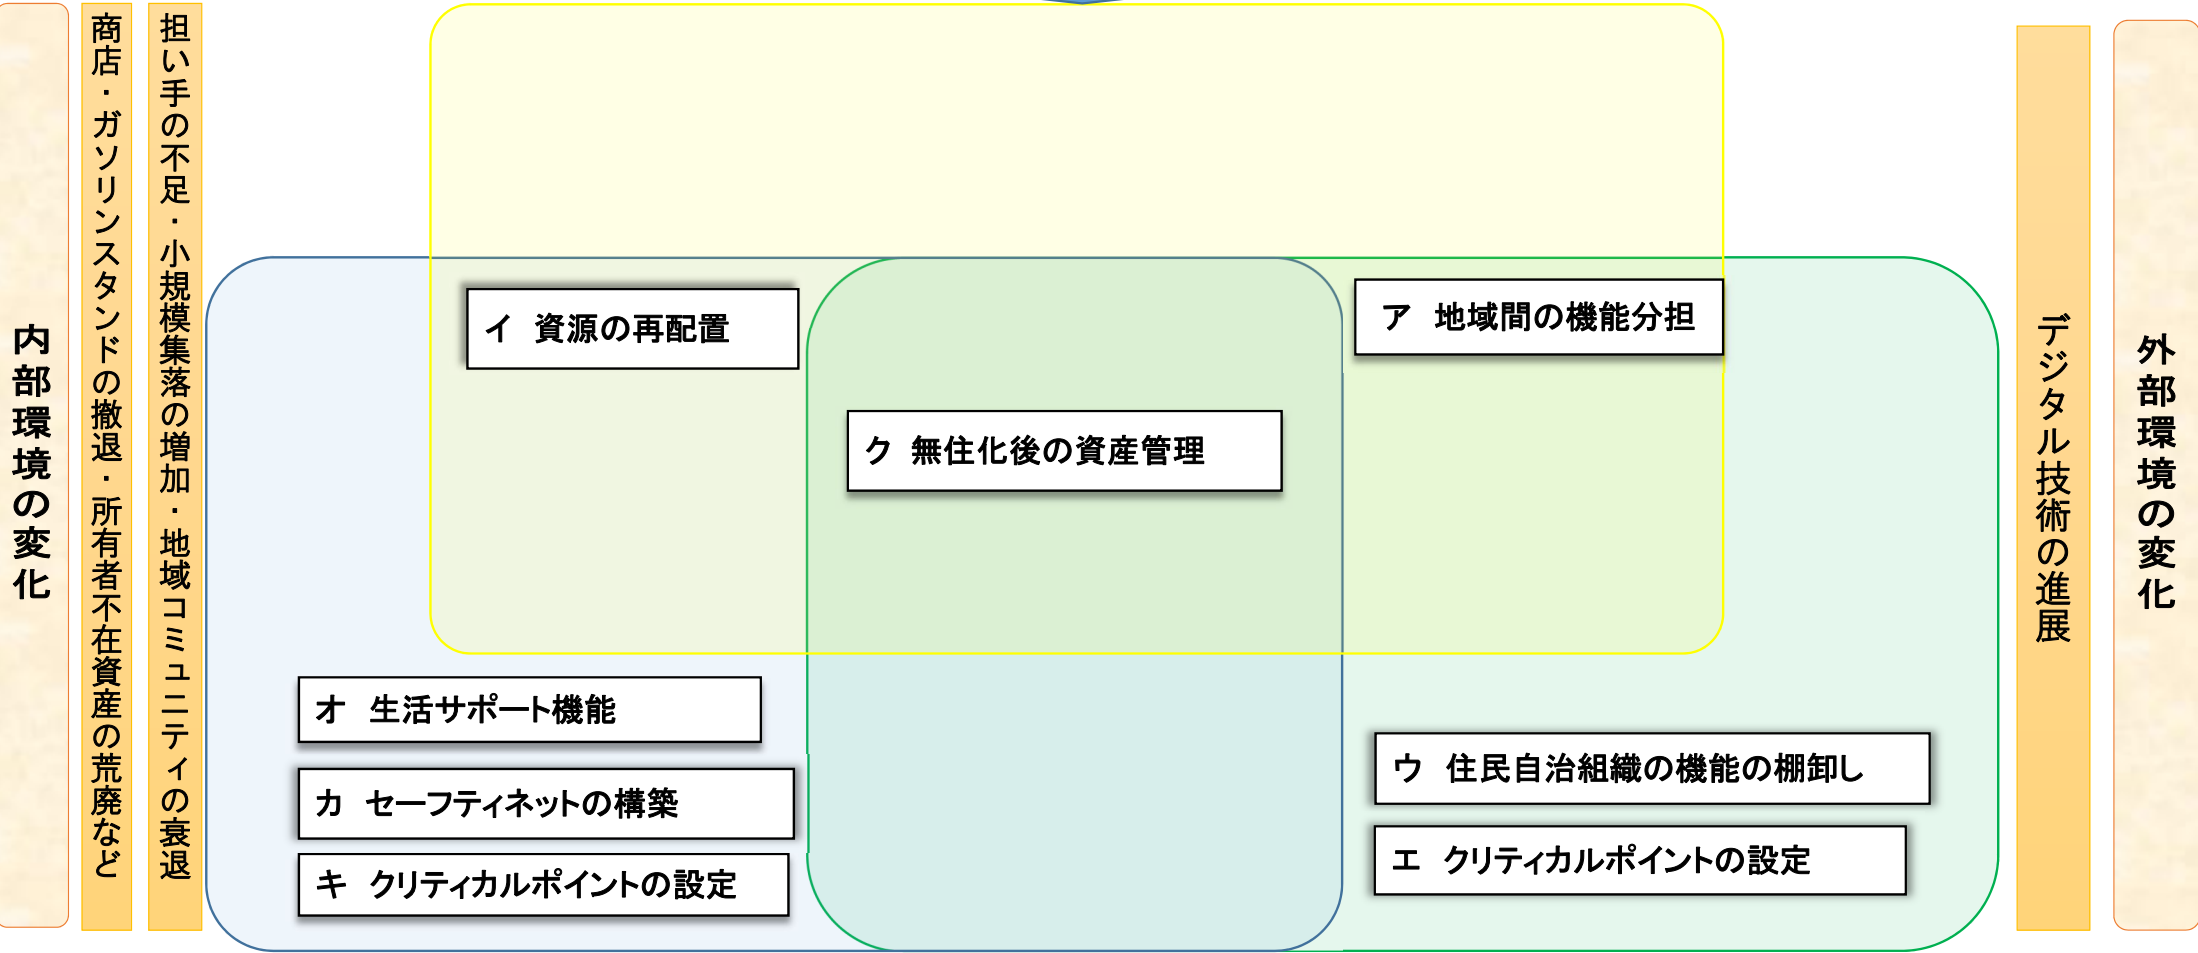 内部環境の変化
商店・ガソリンスタンドの撤退・所有者不在資産の荒廃など
担い手の不足・小規模集落の増加・地域コミュニティの衰退
イ　資源の再配置
ア　地域間の機能分担
ク　無住化後の資産管理
オ　生活サポート機能
カ　セーフティネットの構築
キ　クリティカルポイントの設定
ウ　住民自治組織の機能の棚卸し
エ　クリティカルポイントの設定
デジタル技術の進展
外部環境の変化